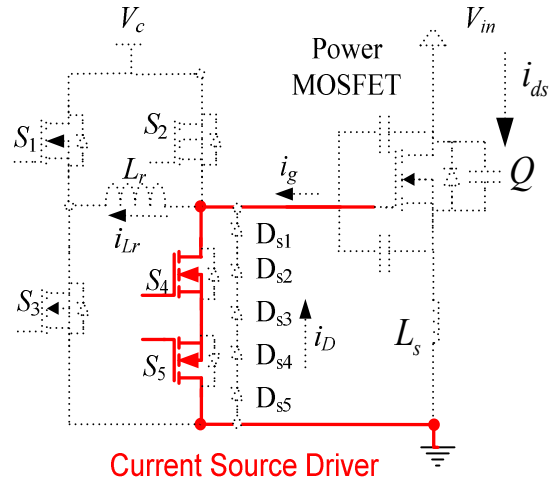 Vc
Vin
Power
MOSFET
ids
S1
S2
Lr
ig
Q
iLr
Ds1
S4
Ds2
S3
Ds3
iD
Ls
S5
Ds4
Ds5
Current Source Driver